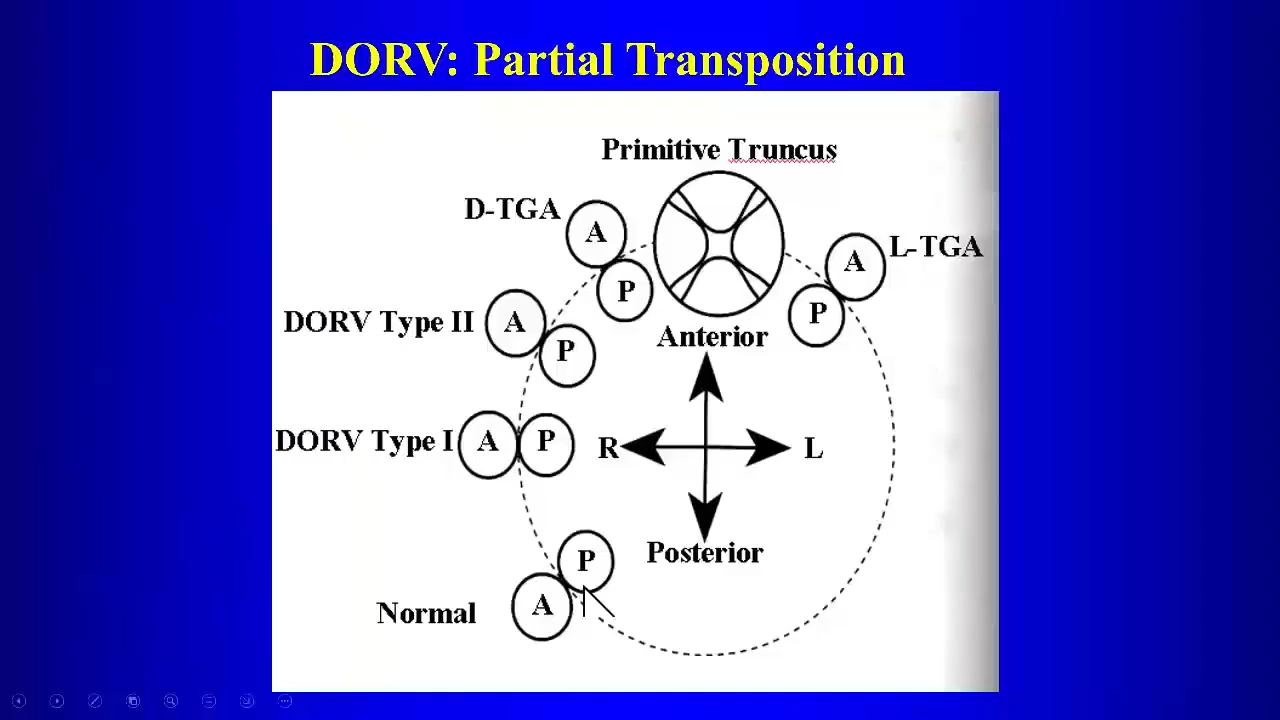 DORV: Partial Transposition
Primitive Truncus
D-TGA
A
P
A
L-TGA
P
DORV Type II
A
P
Anterior
DORV Type I
A
P
R
L
Posterior
P
Normal
A